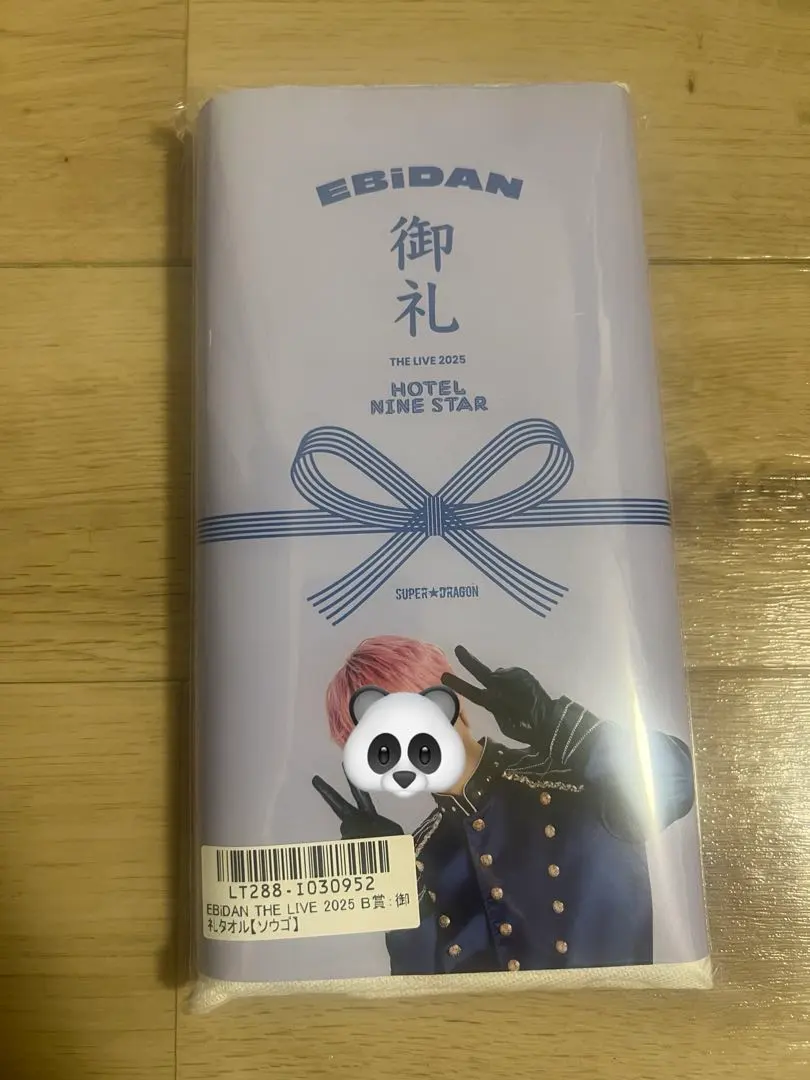 EBiDAN
御
礼
THE LIVE 2025
HOTEL
NINE STAR
SUPER★DRAGON
LT288-I030952
EBiDAN THE LIVE 2025 B賞:御
礼タオル【ソウゴ】